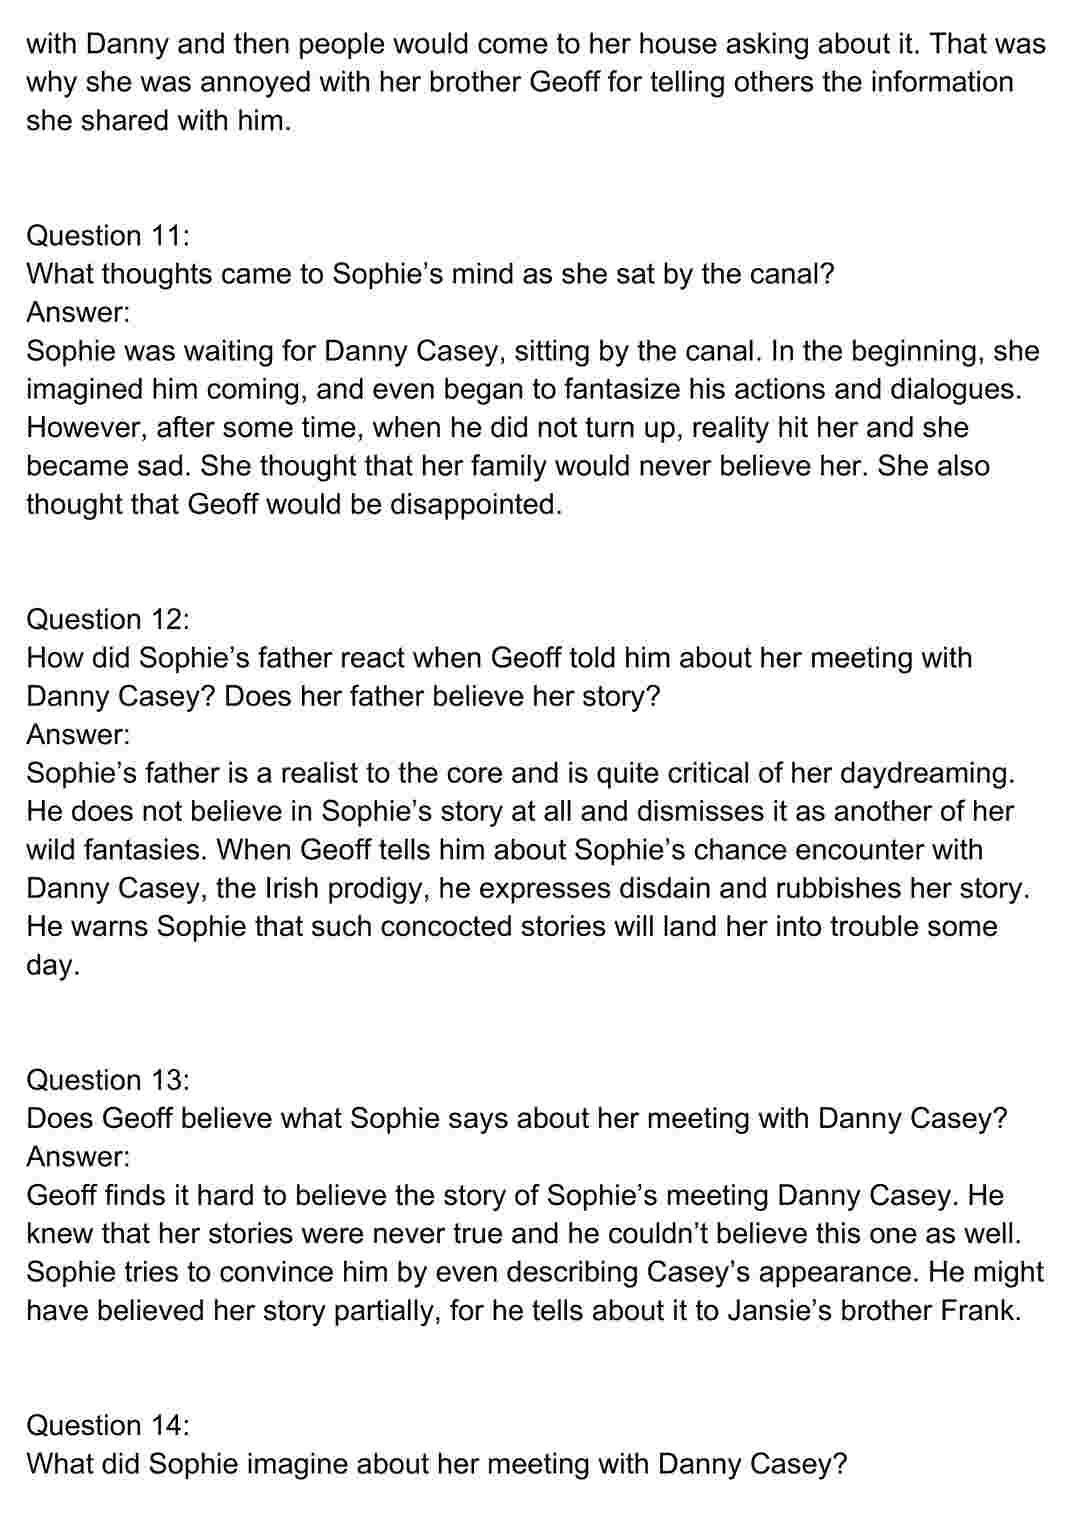 with Danny and then people would come to her house asking about it. That was
why she was annoyed with her brother Geoff for telling others the information
she shared with him.
Question 11:
What thoughts came to Sophie’s mind as she sat by the canal?
Answer:
Sophie was waiting for Danny Casey, sitting by the canal. In the beginning, she
imagined him coming, and even began to fantasize his actions and dialogues.
However, after some time, when he did not turn up, reality hit her and she
became sad. She thought that her family would never believe her. She also
thought that Geoff would be disappointed.
Question 12:
How did Sophie’s father react when Geoff told him about her meeting with
Danny Casey? Does her father believe her story?
Answer:
Sophie’s father is a realist to the core and is quite critical of her daydreaming.
He does not believe in Sophie’s story at all and dismisses it as another of her
wild fantasies. When Geoff tells him about Sophie’s chance encounter with
Danny Casey, the Irish prodigy, he expresses disdain and rubbishes her story.
He warns Sophie that such concocted stories will land her into trouble some
day.
Question 13:
Does Geoff believe what Sophie says about her meeting with Danny Casey?
Answer:
Geoff finds it hard to believe the story of Sophie’s meeting Danny Casey. He
knew that her stories were never true and he couldn’t believe this one as well.
Sophie tries to convince him by even describing Casey’s appearance. He might
have believed her story partially, for he tells about it to Jansie’s brother Frank.
Question 14:
What did Sophie imagine about her meeting with Danny Casey?